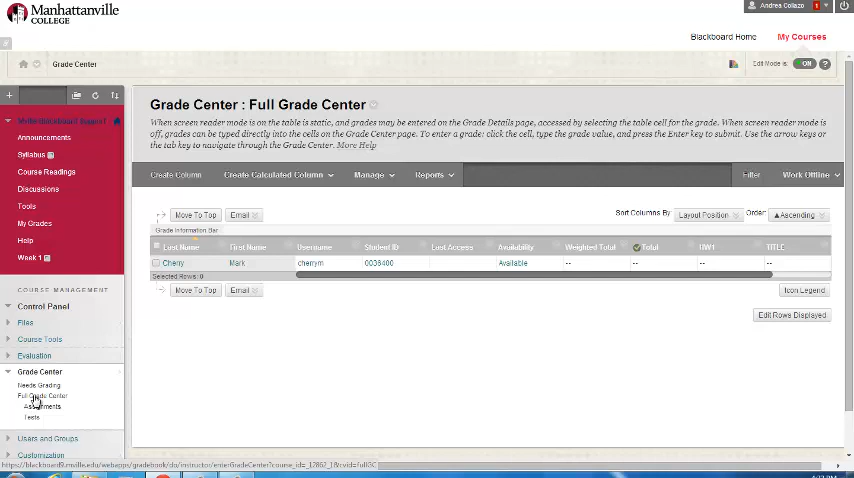 Manhattanville
COLLEGE
Andrea Collazo 1
Blackboard Home My Courses
Grade Center
Edit Mode is: ON ?
Announcements
Syllabus
Course Readings
Discussions
Tools
My Grades
Help
Week 1
COURSE MANAGEMENT
Control Panel
Files
Course Tools
Evaluation
Grade Center
Needs Grading
Full Grade Center
Assignments
Tests
Users and Groups
Customization
Grade Center : Full Grade Center
When screen reader mode is on the table is static, and grades may be entered on the Grade Details page, accessed by selecting the table cell for the grade. When screen reader mode is
off, grades can be typed directly into the cells on the Grade Center page. To enter a grade: click the cell, type the grade value, and press the Enter key to submit. Use the arrow keys or
the tab key to navigate through the Grade Center. More Help
Create Column Create Calculated Column Manage Reports Filter Work Offline
Move To Top Email Sort Columns By: Layout Position Order: ▲Ascending
Grade Information Bar
Last Name First Name Username Student ID Last Access Availability Weighted Total Total HW1 TITLE
Cherry Mark cherrym 0036400 Available -- -- -- --
Selected Rows: 0
Move To Top Email Icon Legend
Edit Rows Displayed